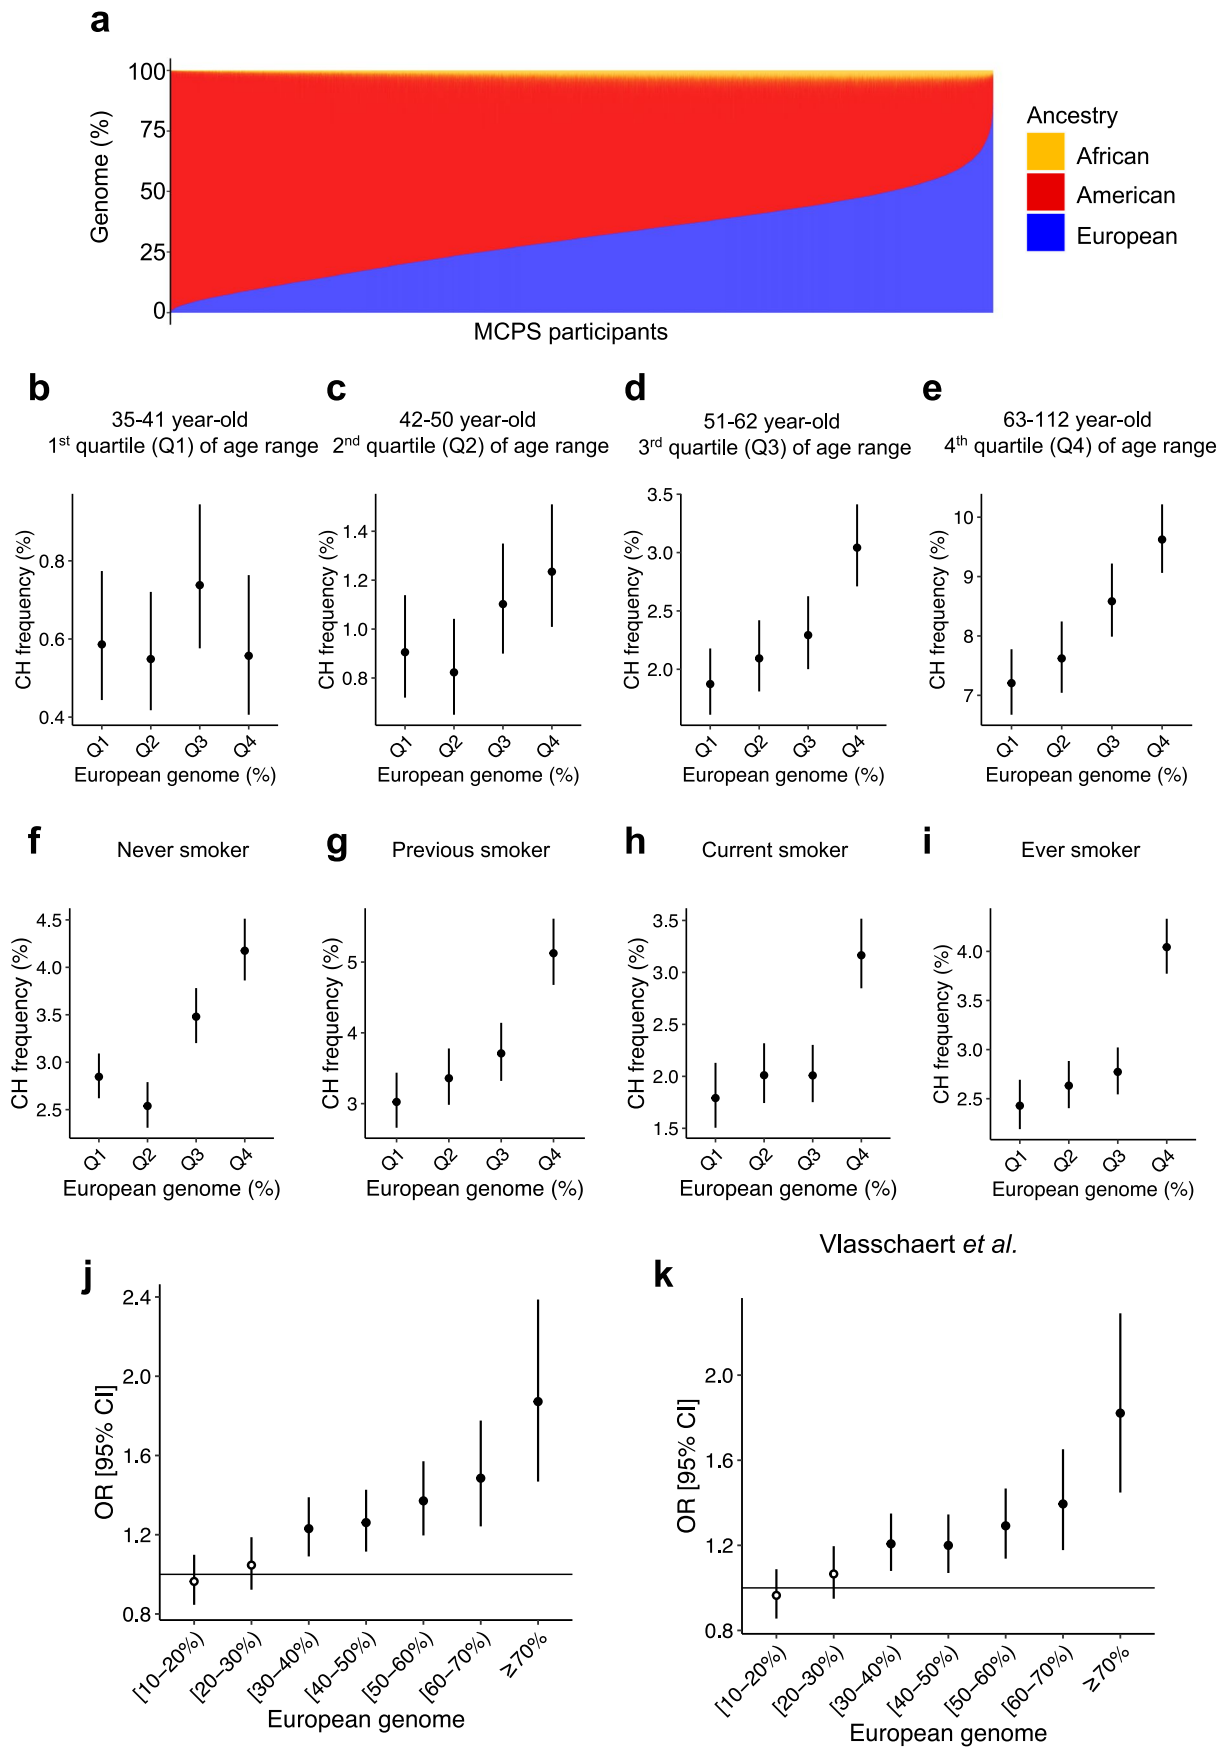 a
100
75
50
25
0
Genome (%)
MCPS participants
Ancestry
African
American
European
b
35-41 year-old
1st quartile (Q1) of age range
0.8
0.6
0.4
CH frequency (%)
Q1 Q2 Q3 Q4
European genome (%)
c
42-50 year-old
2nd quartile (Q2) of age range
1.4
1.2
1.0
0.8
CH frequency (%)
Q1 Q2 Q3 Q4
European genome (%)
d
51-62 year-old
3rd quartile (Q3) of age range
3.5
3.0
2.5
2.0
CH frequency (%)
Q1 Q2 Q3 Q4
European genome (%)
e
63-112 year-old
4th quartile (Q4) of age range
10
9
8
7
CH frequency (%)
Q1 Q2 Q3 Q4
European genome (%)
f
Never smoker
4.5
4.0
3.5
3.0
2.5
CH frequency (%)
Q1 Q2 Q3 Q4
European genome (%)
g
Previous smoker
5
4
3
CH frequency (%)
Q1 Q2 Q3 Q4
European genome (%)
h
Current smoker
3.5
3.0
2.5
2.0
1.5
CH frequency (%)
Q1 Q2 Q3 Q4
European genome (%)
i
Ever smoker
4.0
3.5
3.0
2.5
CH frequency (%)
Q1 Q2 Q3 Q4
European genome (%)
j
2.4
2.0
1.6
1.2
0.8
OR [95% CI]
[10–20%) [20–30%) [30–40%) [40–50%) [50–60%) [60–70%) ≥70%
European genome
Vlasschaert et al.
k
2.0
1.6
1.2
0.8
OR [95% CI]
[10–20%) [20–30%) [30–40%) [40–50%) [50–60%) [60–70%) ≥70%
European genome